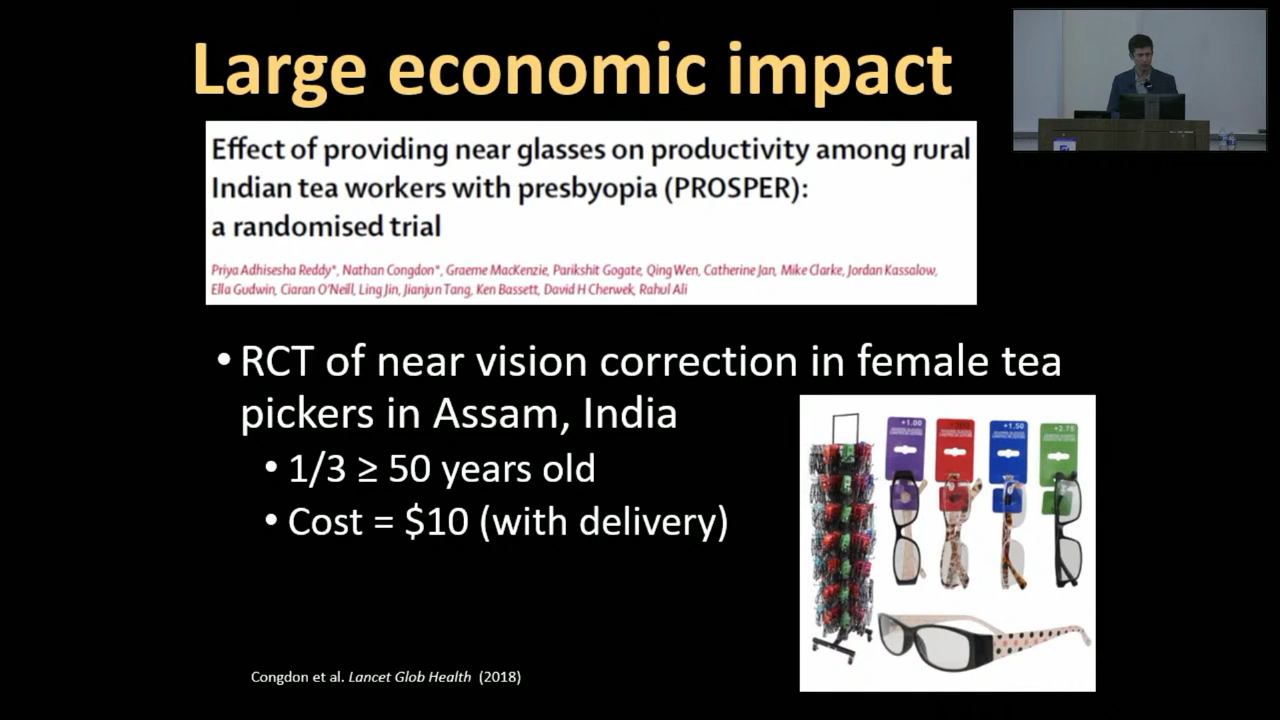 Large economic impact
Effect of providing near glasses on productivity among rural
Indian tea workers with presbyopia (PROSPER):
a randomised trial
Priya Adhisesha Reddy*, Nathan Congdon*, Graeme MacKenzie, Parikshit Gogate, Qing Wen, Catherine Jan, Mike Clarke, Jordan Kassalow,
Ella Gudwin, Ciaran O'Neill, Ling Jin, Jianjun Tang, Ken Bassett, David H Cherwek, Rahul Ali
• RCT of near vision correction in female tea
pickers in Assam, India
• 1/3 ≥ 50 years old
• Cost = $10 (with delivery)
+1.00
+1.50
+2.75
Congdon et al. Lancet Glob Health (2018)